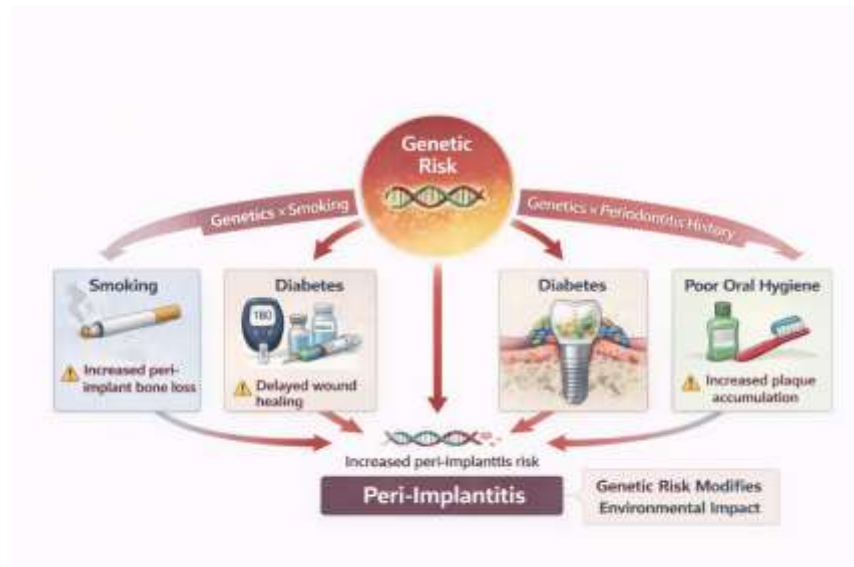 Genetic
Risk
Genetics × Smoking
Genetics × Periodontitis History
Smoking
Increased peri-
implant bone loss
Diabetes
180
Delayed wound
healing
Diabetes
Poor Oral Hygiene
Increased plaque
accumulation
Increased peri-implanttis risk
Peri-Implantitis
Genetic Risk Modifies
Environmental Impact